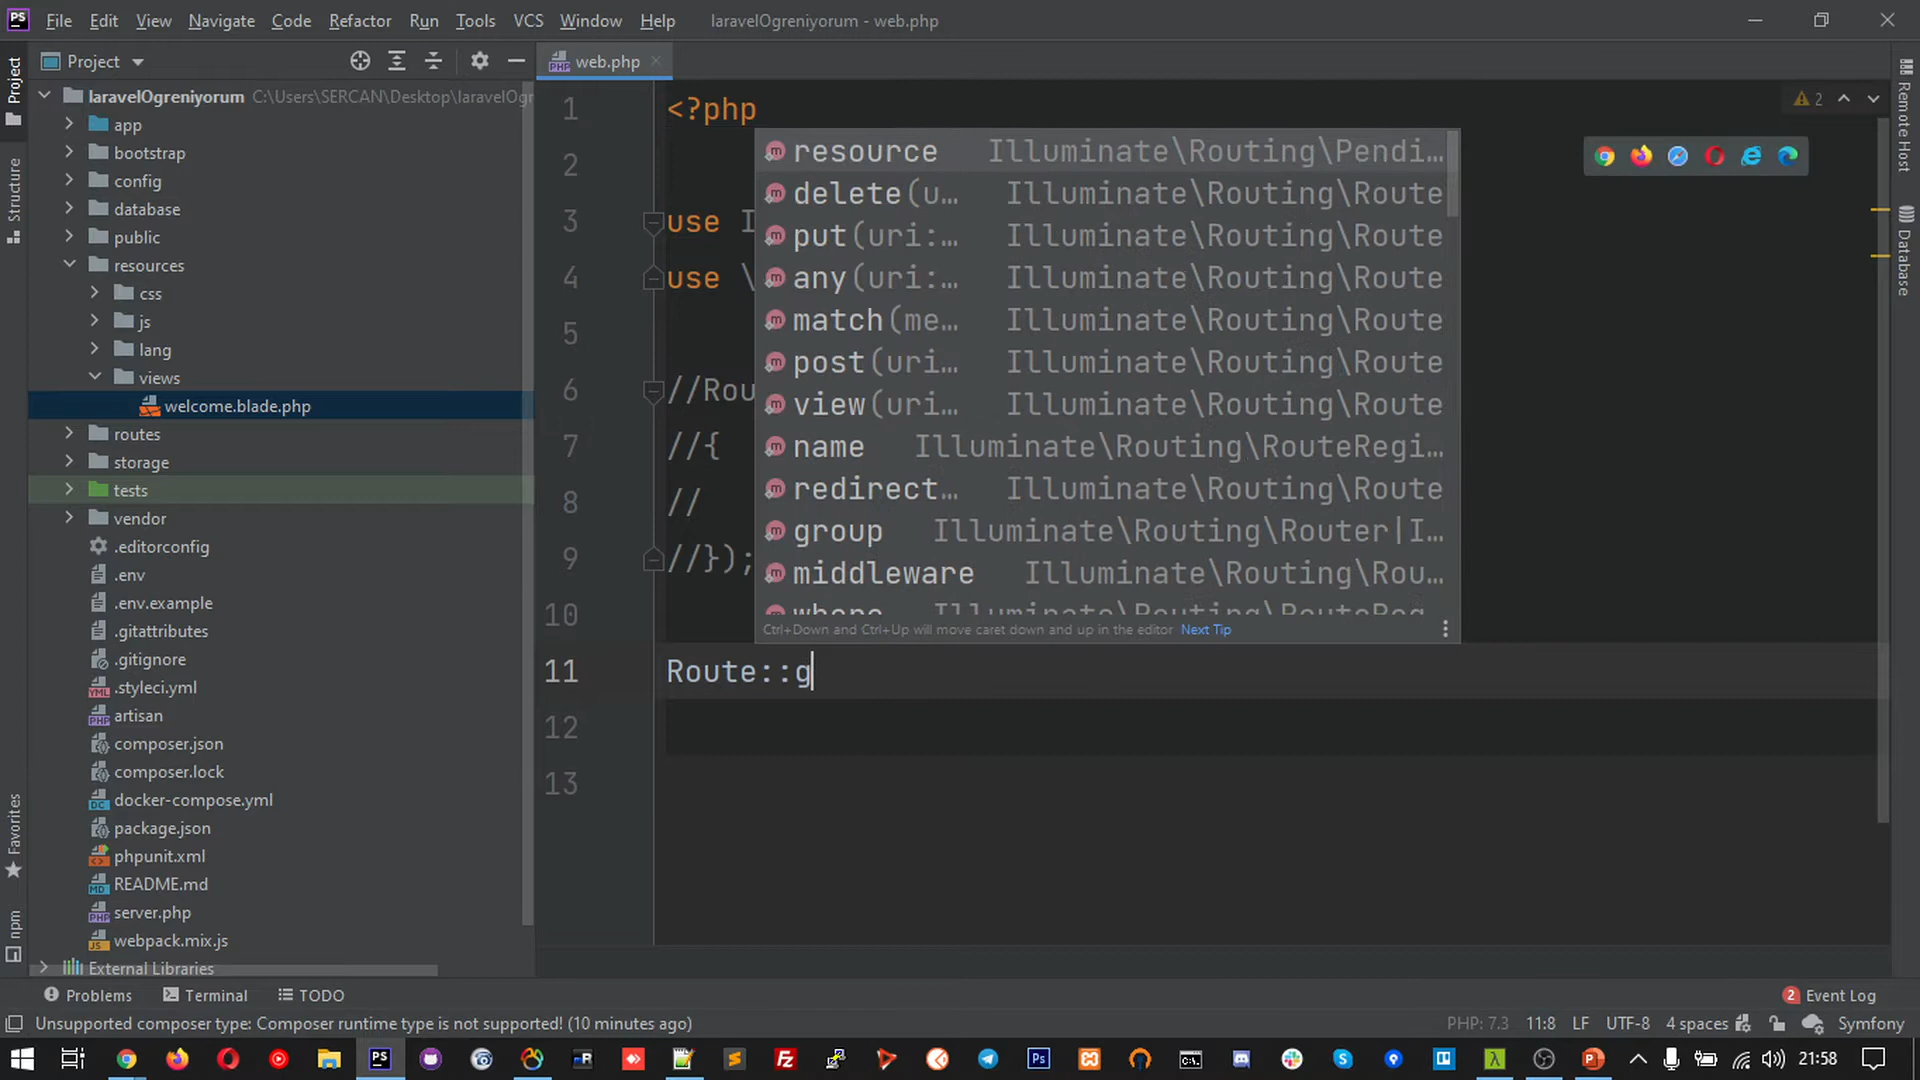 PS File Edit View Navigate Code Refactor Run Tools VCS Window Help laravelOgreniyorum - web.php
Project
web.php
laravelOgreniyorum C:\Users\SERCAN\Desktop\laravelOgr
app
bootstrap
config
database
public
resources
css
js
lang
views
welcome.blade.php
routes
storage
tests
vendor
.editorconfig
.env
.env.example
.gitattributes
.gitignore
.styleci.yml
artisan
composer.json
composer.lock
docker-compose.yml
package.json
phpunit.xml
README.md
server.php
webpack.mix.js
External Libraries
Project
Structure
Favorites
npm
1 <?php
2
3 use I
4 use \
5
6 //Rou
7 //{
8 //
9 //});
10
11 Route::g
12
13
resource Illuminate\Routing\Pendi…
delete(u… Illuminate\Routing\Route
put(uri:… Illuminate\Routing\Route
any(uri:… Illuminate\Routing\Route
match(me… Illuminate\Routing\Route
post(uri… Illuminate\Routing\Route
view(uri… Illuminate\Routing\Route
name Illuminate\Routing\RouteRegi…
redirect… Illuminate\Routing\Route
group Illuminate\Routing\Router|I…
middleware Illuminate\Routing\Rou…
where Illuminate\Routing\RouteReg…
Ctrl+Down and Ctrl+Up will move caret down and up in the editor Next Tip
2
Remote Host
Database
Problems Terminal TODO 2 Event Log
Unsupported composer type: Composer runtime type is not supported! (10 minutes ago) PHP: 7.3 11:8 LF UTF-8 4 spaces Symfony
21:58